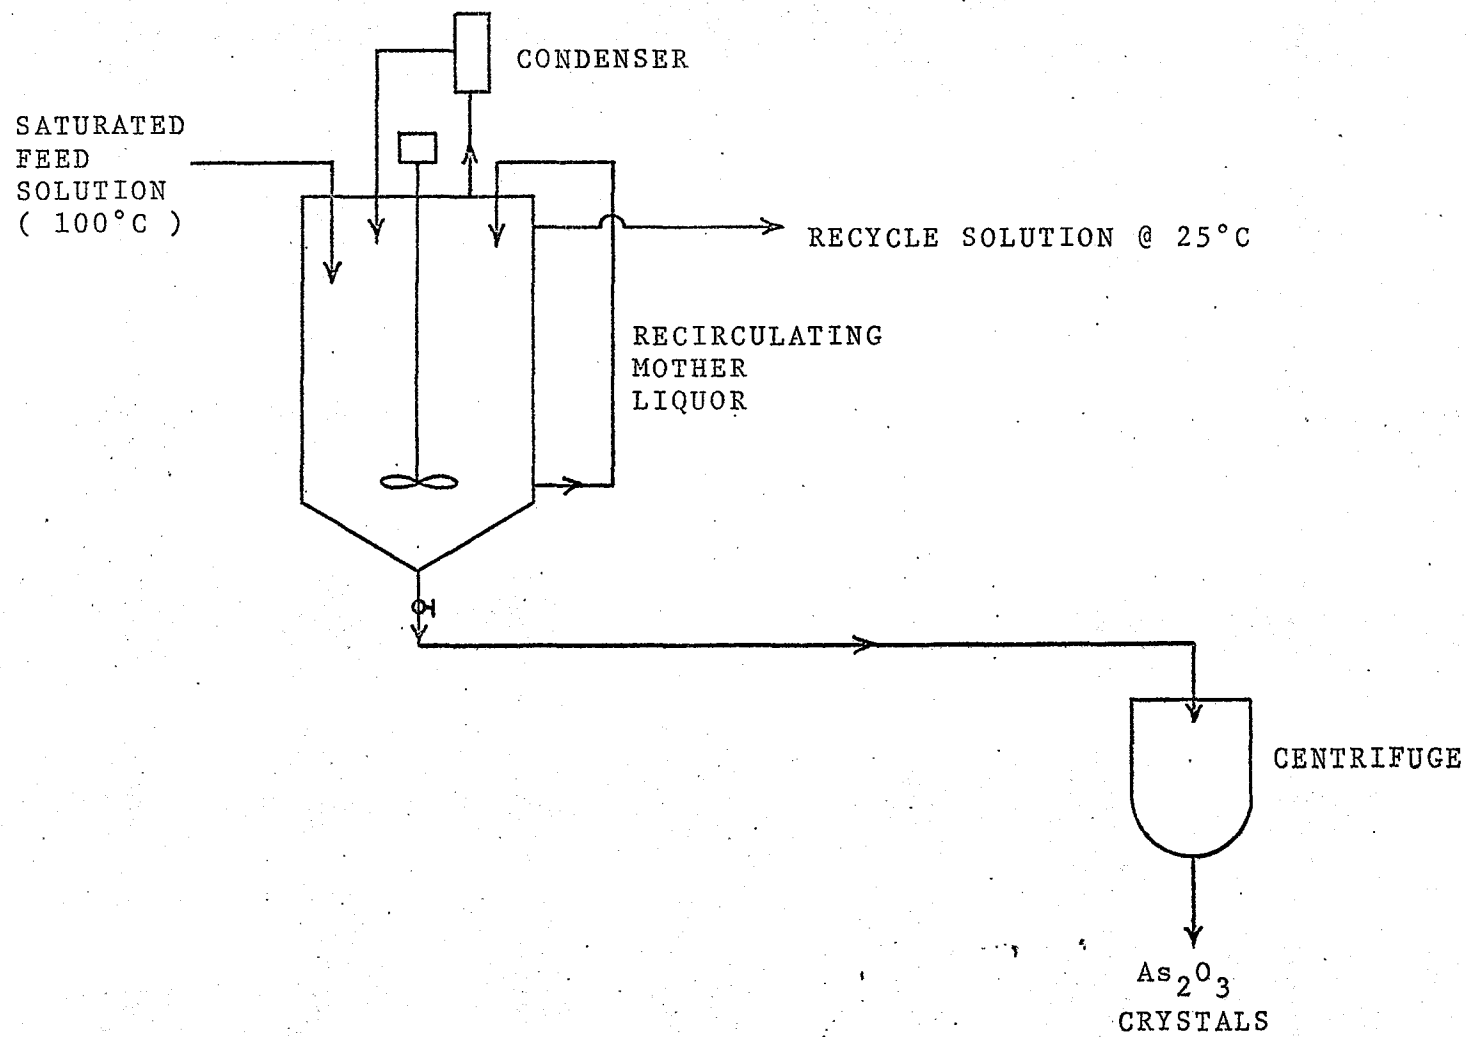 CONDENSER
SATURATED
FEED
SOLUTION
( 100°C )
RECYCLE SOLUTION @ 25°C
RECIRCULATING
MOTHER
LIQUOR
CENTRIFUGE
As₂O₃
CRYSTALS